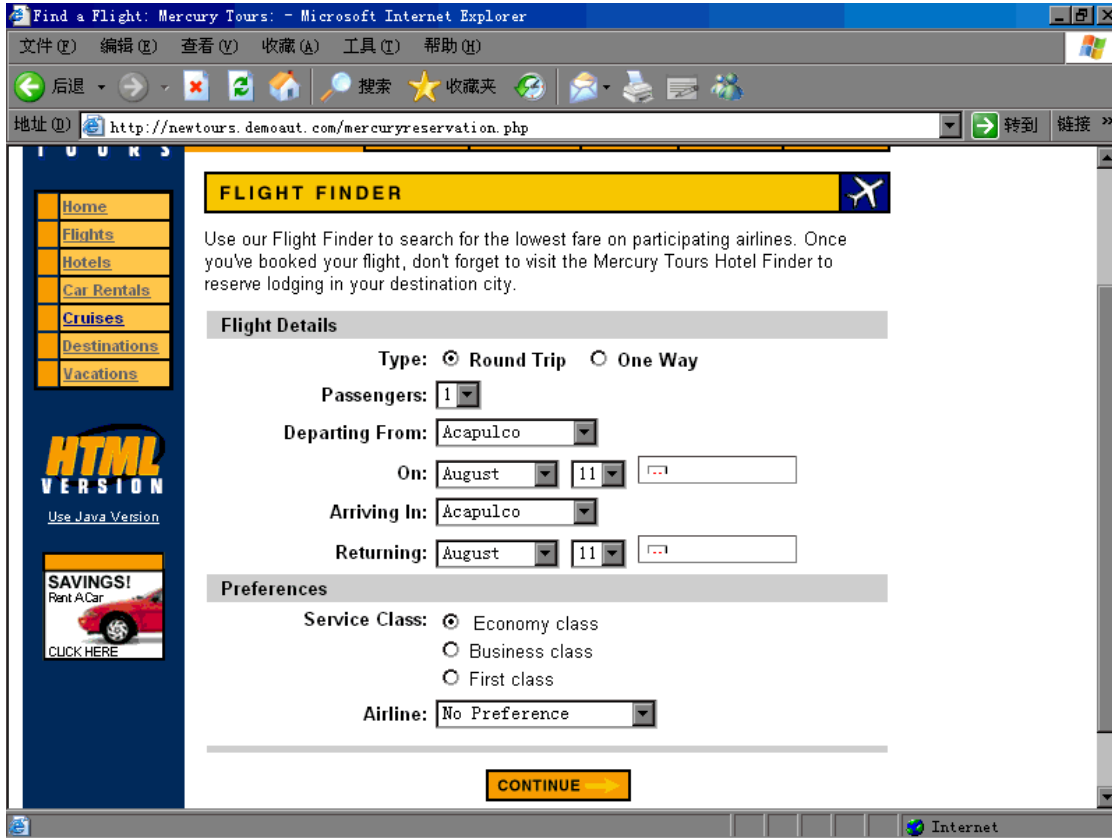 Find a Flight: Mercury Tours: - Microsoft Internet Explorer
文件(F) 编辑(E) 查看(V) 收藏(A) 工具(T) 帮助(H)
后退 搜索 收藏夹
地址(D) http://newtours.demoaut.com/mercuryreservation.php 转到 链接 »
TOURS
FLIGHT FINDER
Home
Flights
Hotels
Car Rentals
Cruises
Destinations
Vacations
HTML
VERSION
Use Java Version
SAVINGS!
Rent A Car
CLICK HERE
Use our Flight Finder to search for the lowest fare on participating airlines. Once
you've booked your flight, don't forget to visit the Mercury Tours Hotel Finder to
reserve lodging in your destination city.
Flight Details
Type: Round Trip One Way
Passengers: 1
Departing From: Acapulco
On: August 11
Arriving In: Acapulco
Returning: August 11
Preferences
Service Class: Economy class
Business class
First class
Airline: No Preference
CONTINUE
Internet